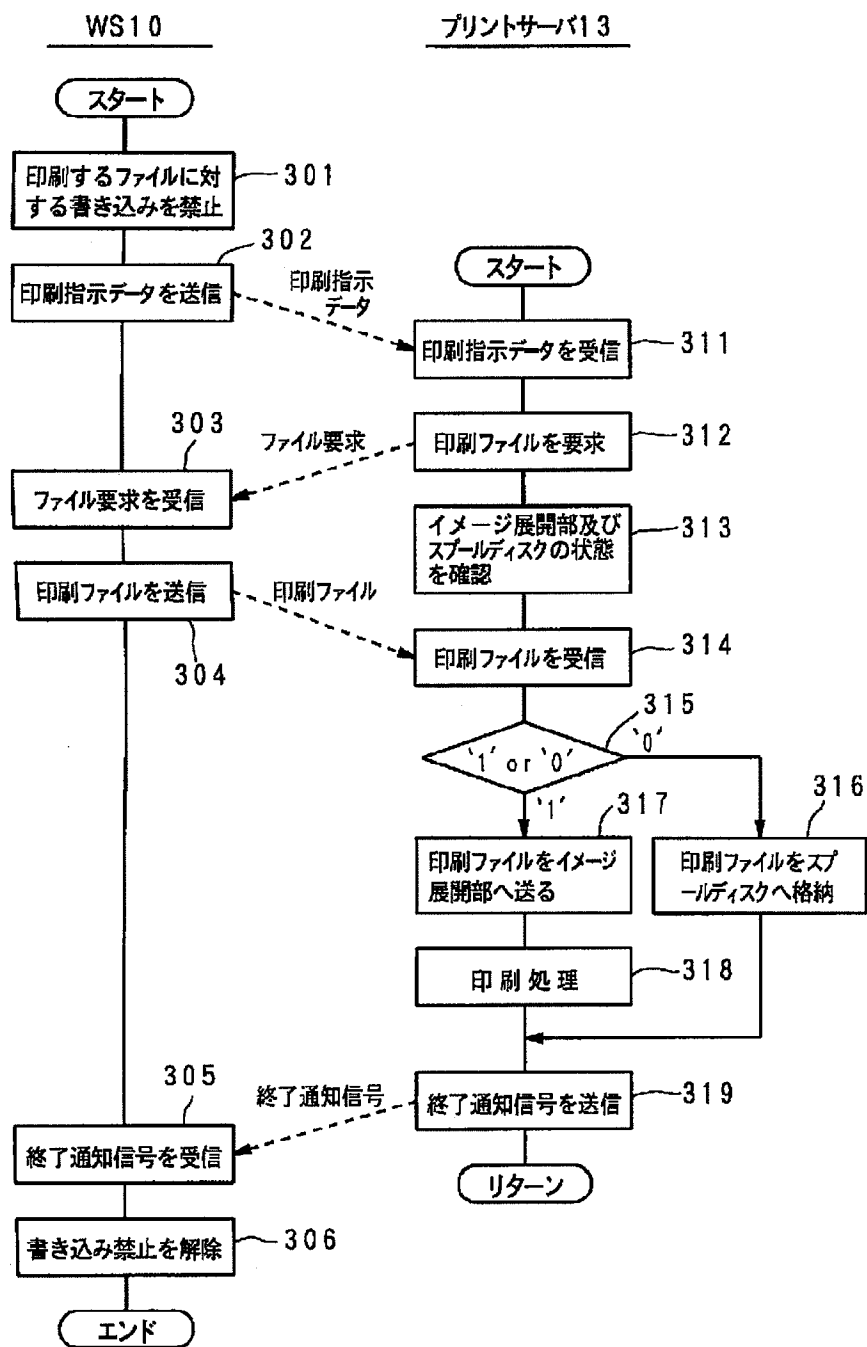 WS10
プリントサーバ13
スタート
印刷するファイルに対
する書き込みを禁止
301
302
印刷指示データを送信
印刷指示
データ
スタート
印刷指示データを受信
311
303
ファイル要求
印刷ファイルを要求
312
ファイル要求を受信
イメージ展開部及び
スプールディスクの状態
を確認
313
印刷ファイルを送信
印刷ファイル
304
印刷ファイルを受信
314
315
'1' or '0'
'0'
'1'
317
316
印刷ファイルをイメージ
展開部へ送る
印刷ファイルをスプ
ールディスクへ格納
印刷処理
318
305
終了通知信号
終了通知信号を送信
319
終了通知信号を受信
リターン
書き込み禁止を解除
306
エンド